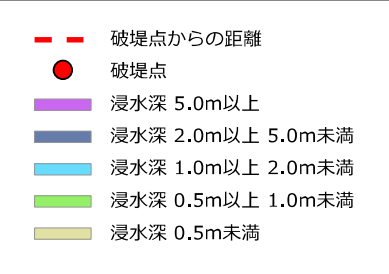 破堤点からの距離
破堤点
浸水深 5.0m以上
浸水深 2.0m以上 5.0m未満
浸水深 1.0m以上 2.0m未満
浸水深 0.5m以上 1.0m未満
浸水深 0.5m未満